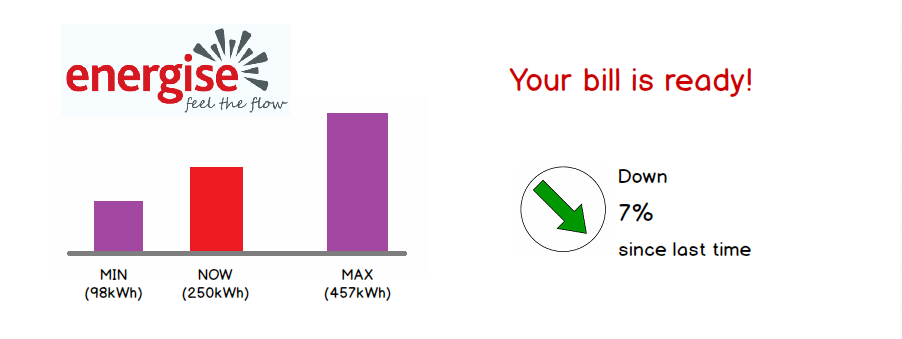 energise
feel the flow
Your bill is ready!
Down
7%
since last time
MIN
(98kWh)
NOW
(250kWh)
MAX
(457kWh)